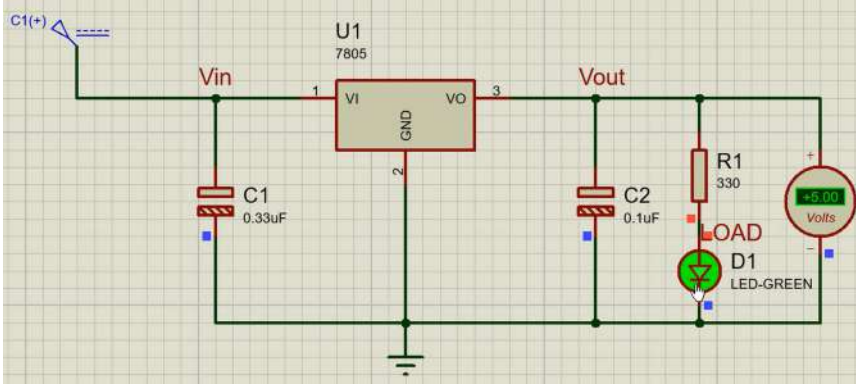 C1(+)
U1
7805
Vin
Vout
1
VI
VO
3
GND
2
R1
330
+
+5.00
Volts
C1
0.33uF
C2
0.1uF
LOAD
D1
LED-GREEN